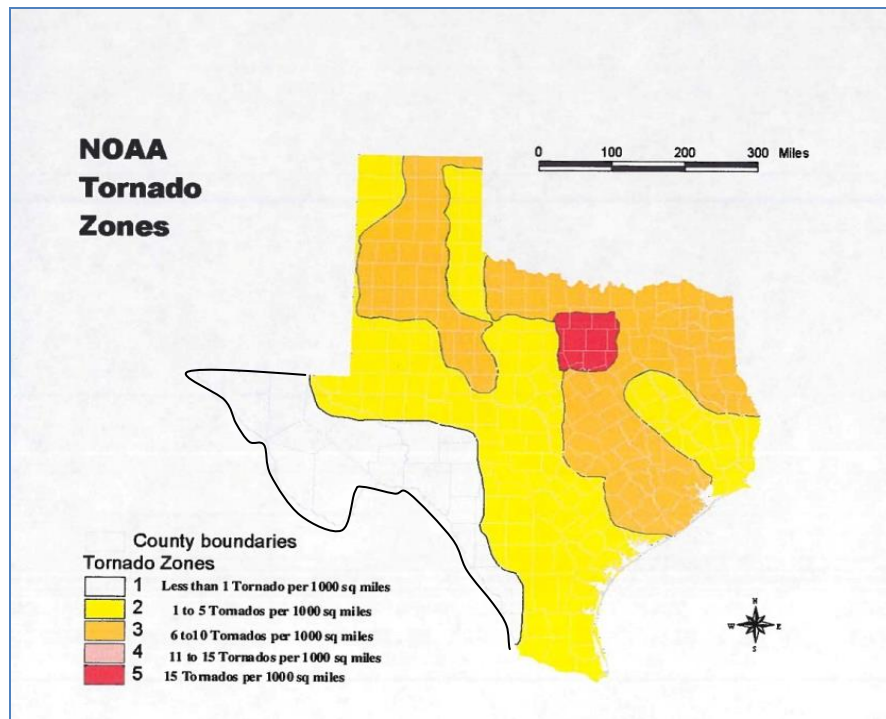 NOAA
Tornado
Zones
0 100 200 300 Miles
County boundaries
Tornado Zones
1 Less than 1 Tornado per 1000 sq miles
2 1 to 5 Tornados per 1000 sq miles
3 6 to10 Tornados per 1000 sq miles
4 11 to 15 Tornados per 1000 sq miles
5 15 Tornados per 1000 sq miles
N
W E
S